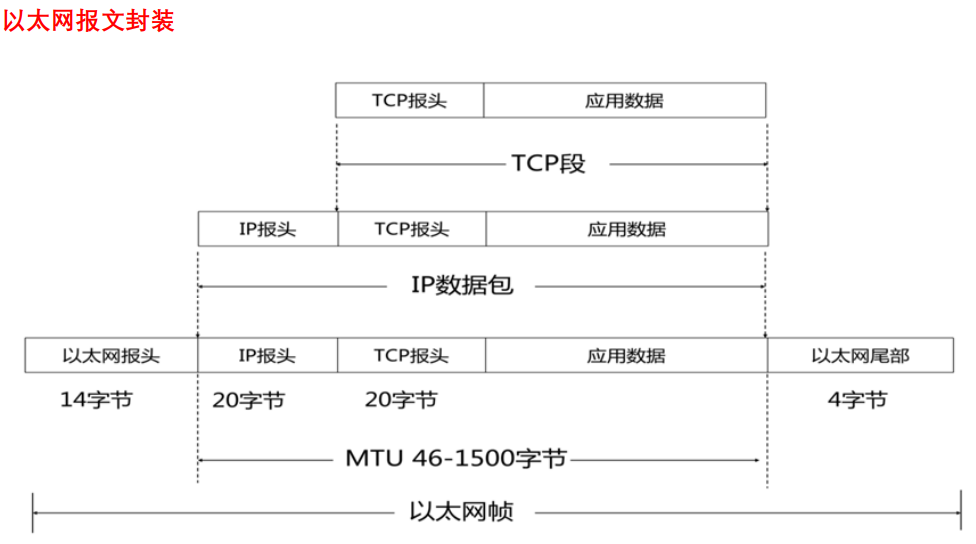 以太网报文封装
TCP报头 应用数据
TCP段
IP报头 TCP报头 应用数据
IP数据包
以太网报头 IP报头 TCP报头 应用数据 以太网尾部
14字节 20字节 20字节 4字节
MTU 46-1500字节
以太网帧